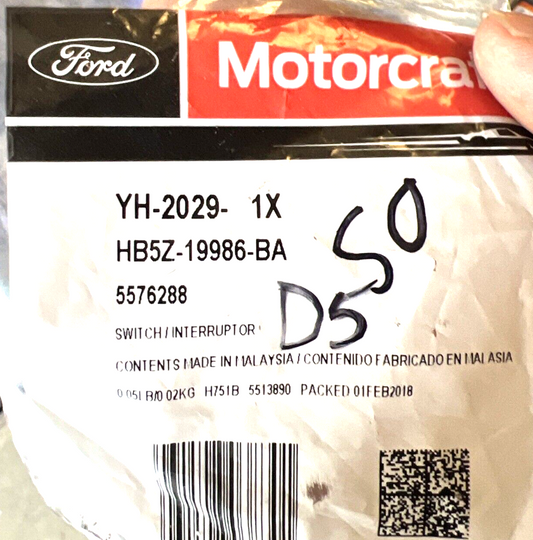 Ford
Motorcraf
YH-2029- 1X
HB5Z-19986-BA
50
5576288
D5
SWITCH / INTERRUPTOR
CONTENTS MADE IN MALAYSIA / CONTENIDO FABRICADO EN MALASIA
0.05LB/0.02KG H751B 5513890 PACKED 01FEB2018